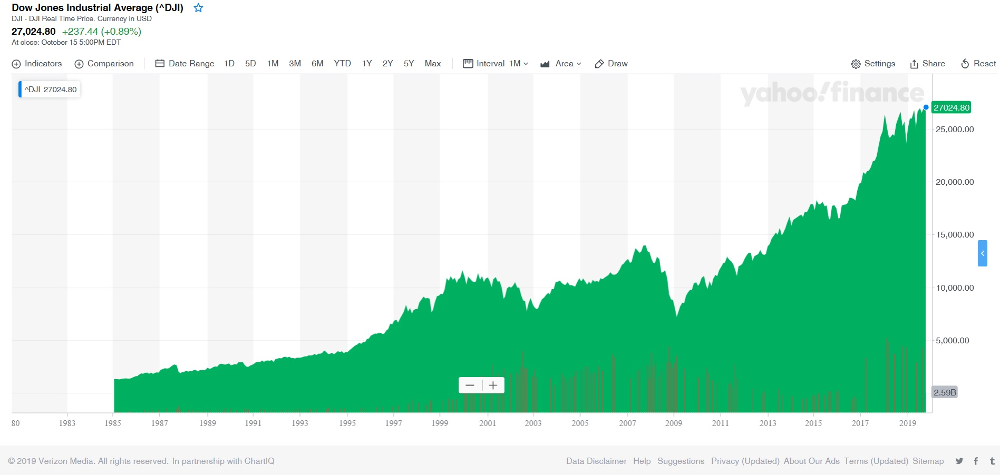 Dow Jones Industrial Average (^DJI)
DJI - DJI Real Time Price. Currency in USD
27,024.80 +237.44 (+0.89%)
At close: October 15 5:00PM EDT
Indicators Comparison Date Range 1D 5D 1M 3M 6M YTD 1Y 2Y 5Y Max Interval 1M Area Draw Settings Share Reset
^DJI 27024.80
yahoo!finance
27024.80
25,000.00
20,000.00
15,000.00
10,000.00
5,000.00
2.59B
80 1983 1985 1987 1989 1991 1993 1995 1997 1999 2001 2003 2005 2007 2009 2011 2013 2015 2017 2019
© 2019 Verizon Media. All rights reserved. In partnership with ChartIQ
Data Disclaimer Help Suggestions Privacy (Updated) About Our Ads Terms (Updated) Sitemap